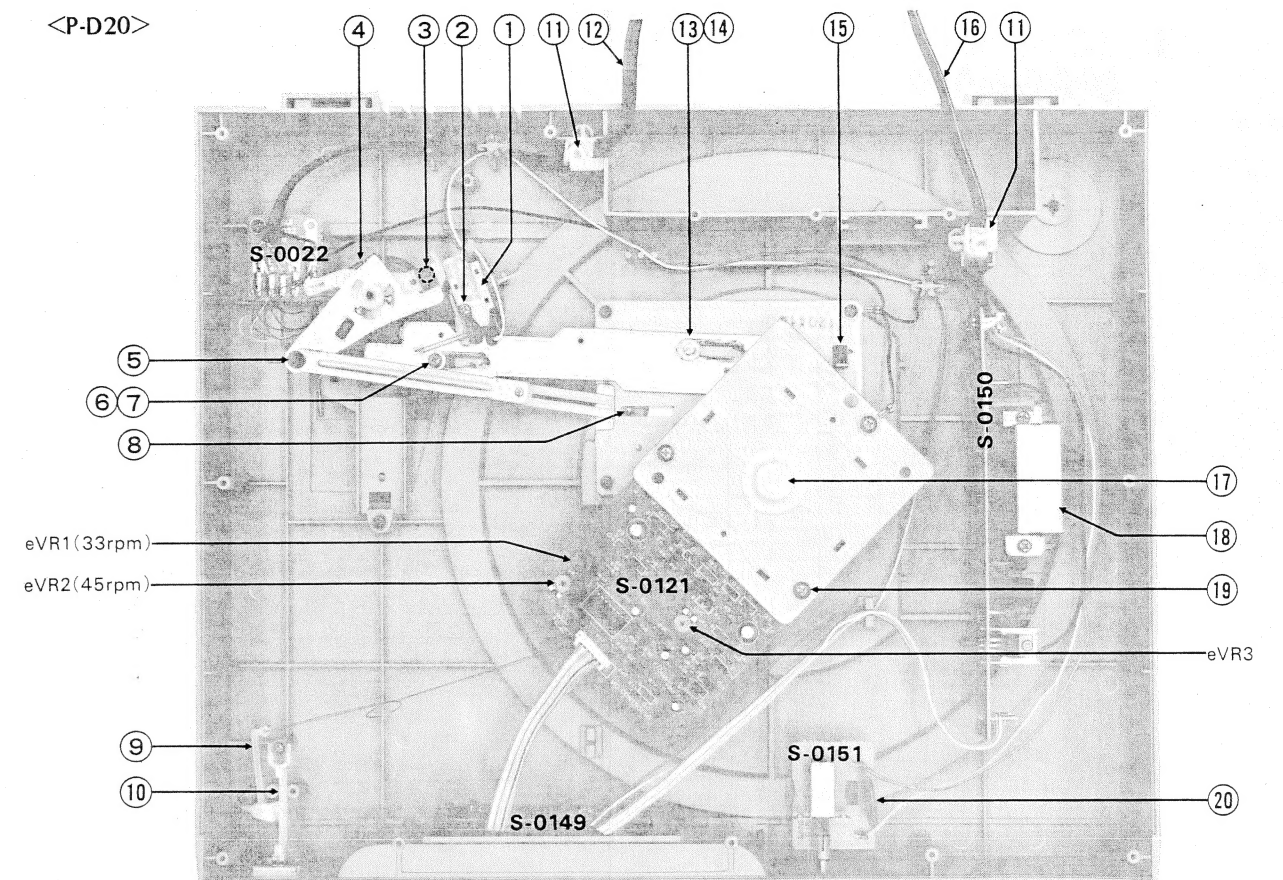 <P-D20>
④ ③ ② ① ⑪ ⑫ ⑬⑭ ⑮ ⑯ ⑪
S-0022
⑤
⑥⑦
⑧
S-0150
⑰
⑱
eVR1(33rpm)
eVR2(45rpm)
S-0121
⑲
eVR3
⑨
⑩
S-0151
⑳
S-0149